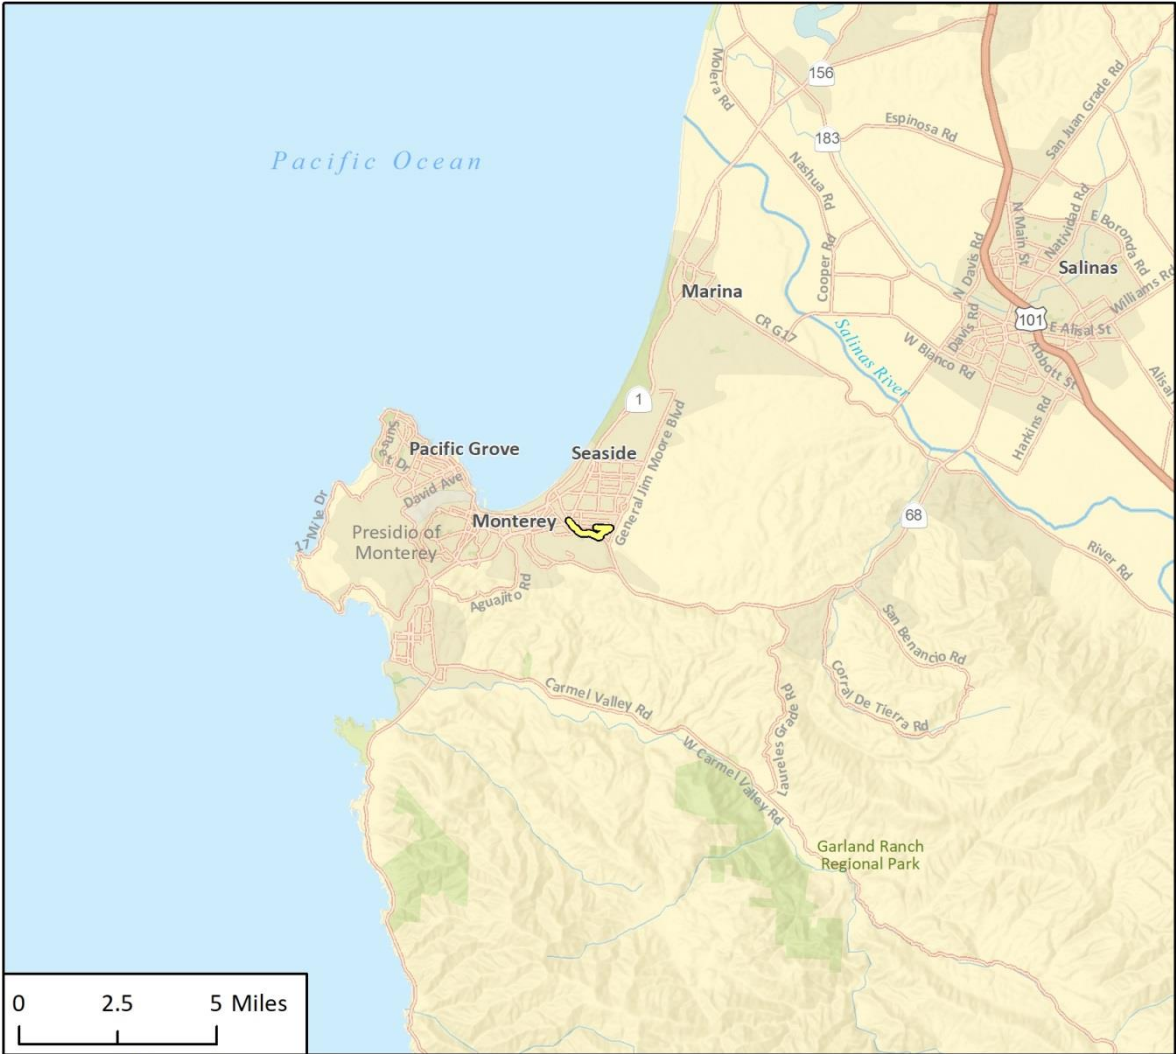 Molera Rd
156
183
Espinosa Rd
San Juan Grade Rd
Pacific Ocean
Nashua Rd
N Main St
Natividad Rd
E Boronda Rd
Cooper Rd
N Davis Rd
Salinas
Williams Rd
Marina
CR G17
Salinas River
101
E Alisal St
Davis Rd
W Blanco Rd
Abbott St
Alisal
1
General Jim Moore Blvd
Harkins Rd
Pacific Grove
Seaside
Sunset Dr
David Ave
17 Mile Dr
Monterey
Presidio of
Monterey
68
River Rd
Aguajito Rd
San Benancio Rd
Corral De Tierra Rd
Carmel Valley Rd
Laureles Grade Rd
W Carmel Valley Rd
Garland Ranch
Regional Park
0 2.5 5 Miles